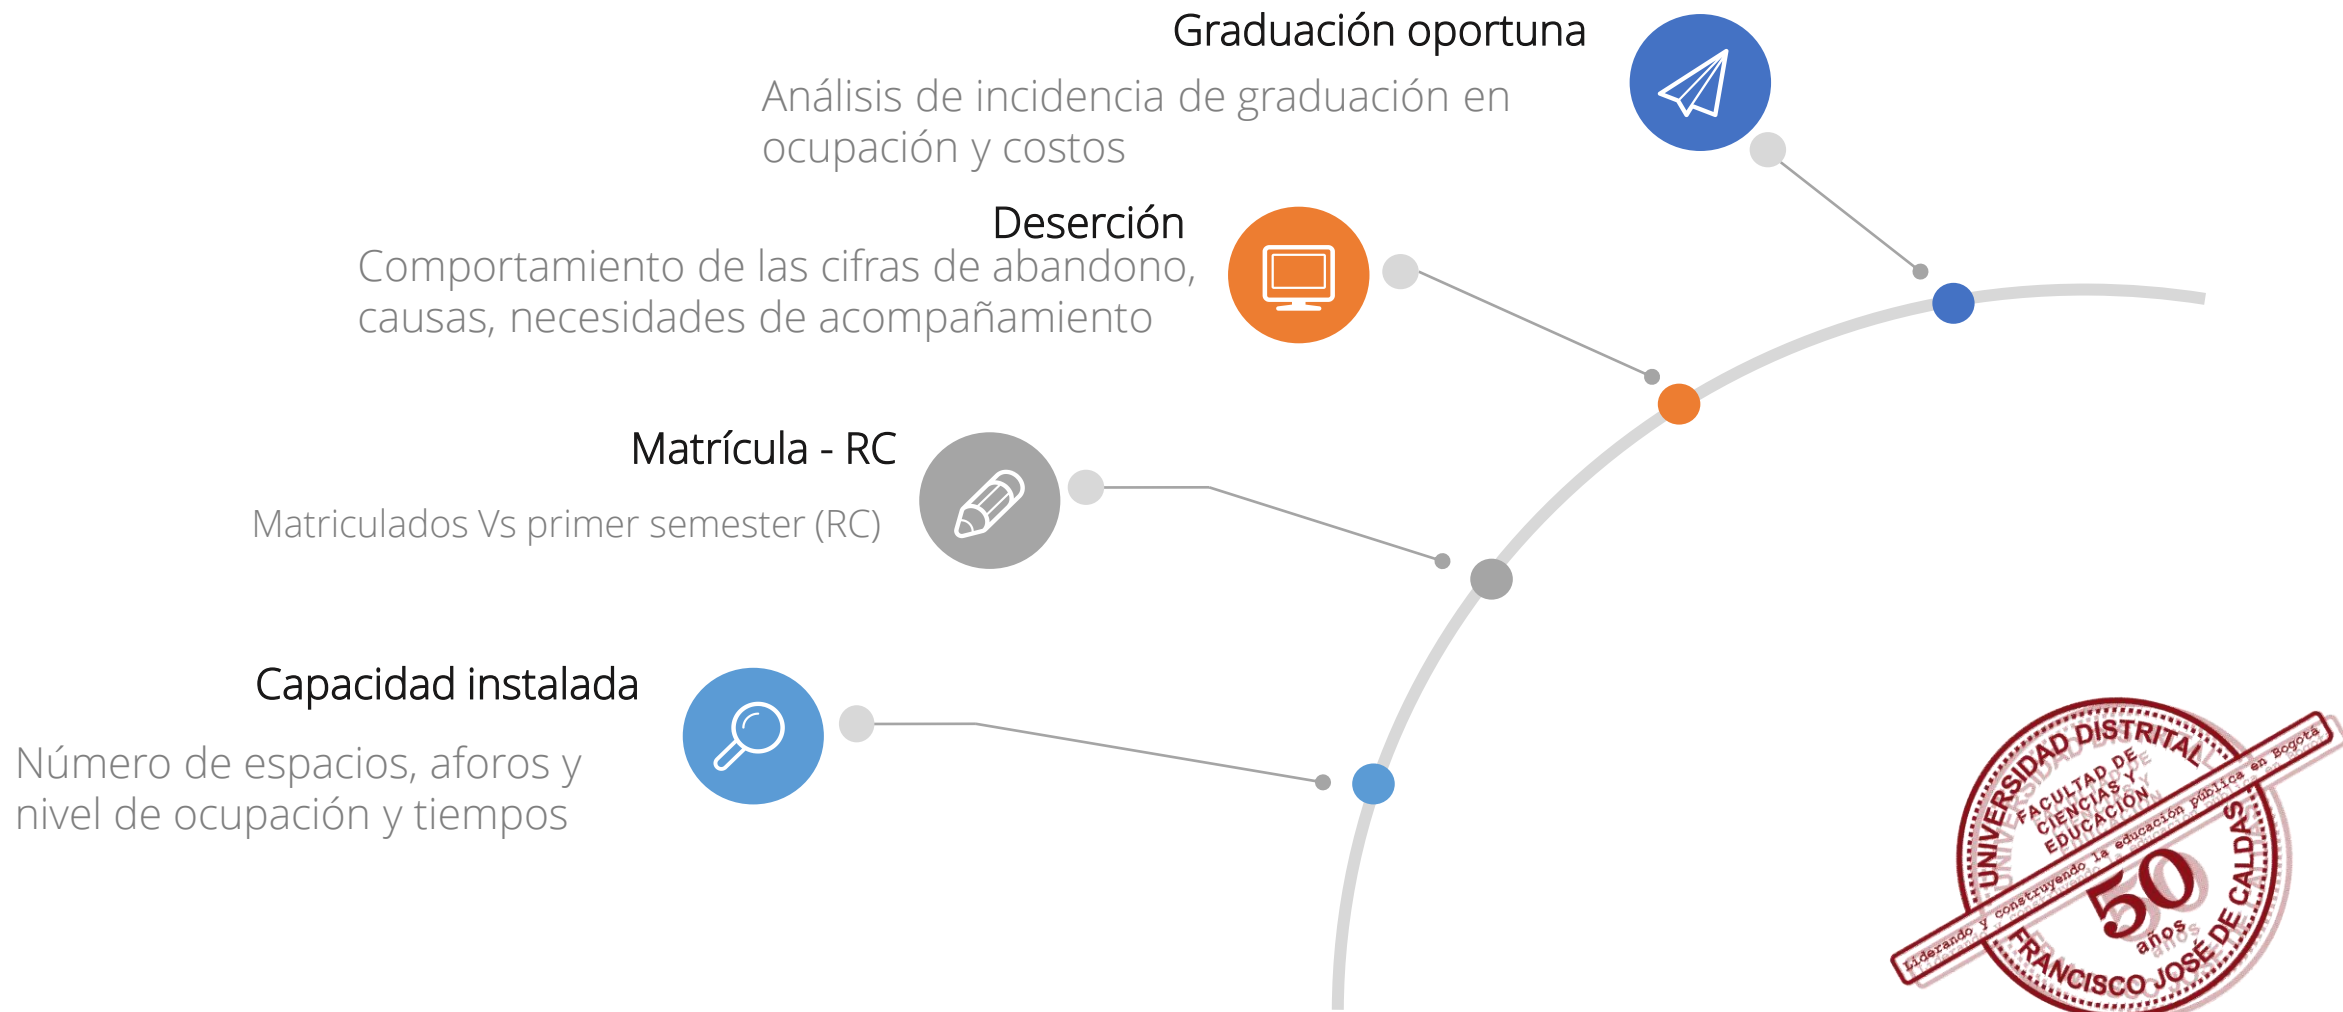 Graduación oportuna
Análisis de incidencia de graduación en
ocupación y costos
Deserción
Comportamiento de las cifras de abandono,
causas, necesidades de acompañamiento
Matrícula - RC
Matriculados Vs primer semester (RC)
Capacidad instalada
Número de espacios, aforos y
nivel de ocupación y tiempos
UNIVERSIDAD DISTRITAL
FACULTAD DE
CIENCIAS Y
EDUCACIÓN
Liderando y construyendo la educación pública en Bogotá
50
años
FRANCISCO JOSÉ DE CALDAS